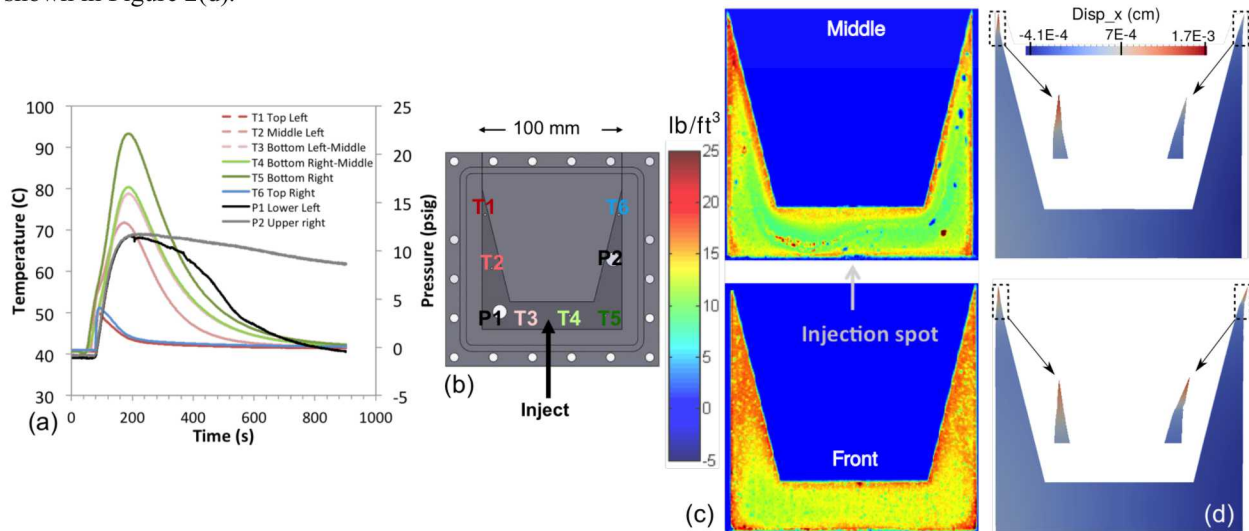 shown in Figure 2(d).
100
90
80
70
60
50
40
30
Temperature (C)
25
20
15
10
5
0
-5
Pressure (psig)
T1 Top Left
T2 Middle Left
T3 Bottom Left-Middle
T4 Bottom Right-Middle
T5 Bottom Right
T6 Top Right
P1 Lower Left
P2 Upper right
0 200 400 600 800 1000
Time (s)
(a)
100 mm
T1 T6
T2 P2
P1 T3 T4 T5
(b)
Inject
lb/ft³
25
20
15
10
5
0
-5
Middle
Injection spot
Front
(c)
Disp_x (cm)
-4.1E-4 7E-4 1.7E-3
(d)